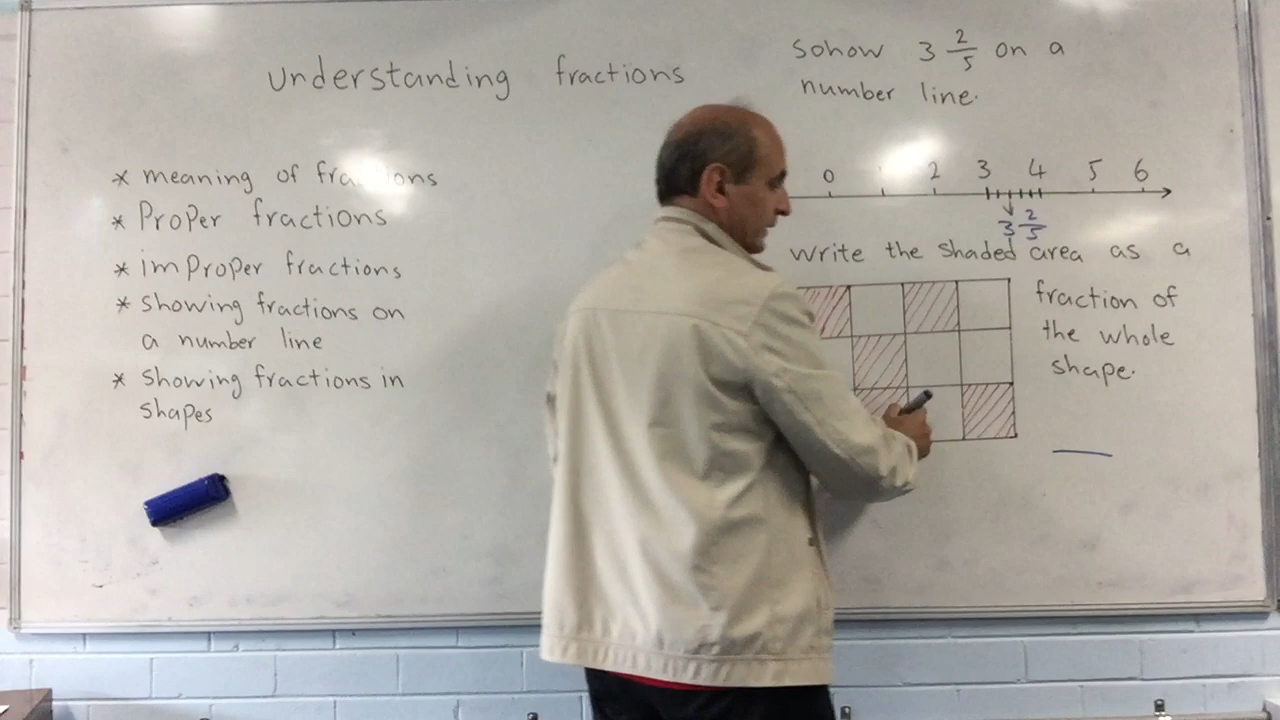 understanding fractions
* meaning of fractions
* Proper fractions
* improper fractions
* showing fractions on
a number line
* showing fractions in
shapes
sohow 3 2/5 on a
number line.
0 2 3 4 5 6
3 2/5
write the shaded area as a
fraction of
the whole
shape.